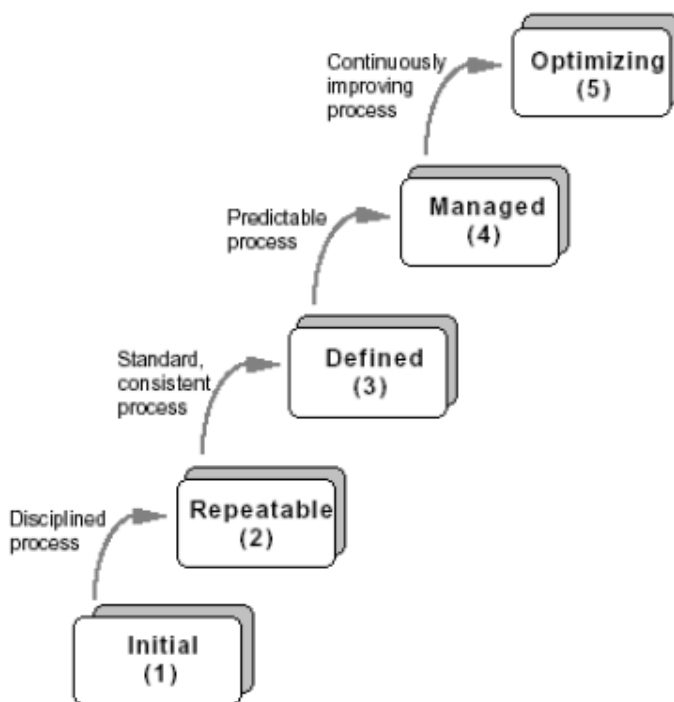 Continuously
improving
process
Optimizing
(5)
Predictable
process
Managed
(4)
Standard,
consistent
process
Defined
(3)
Disciplined
process
Repeatable
(2)
Initial
(1)